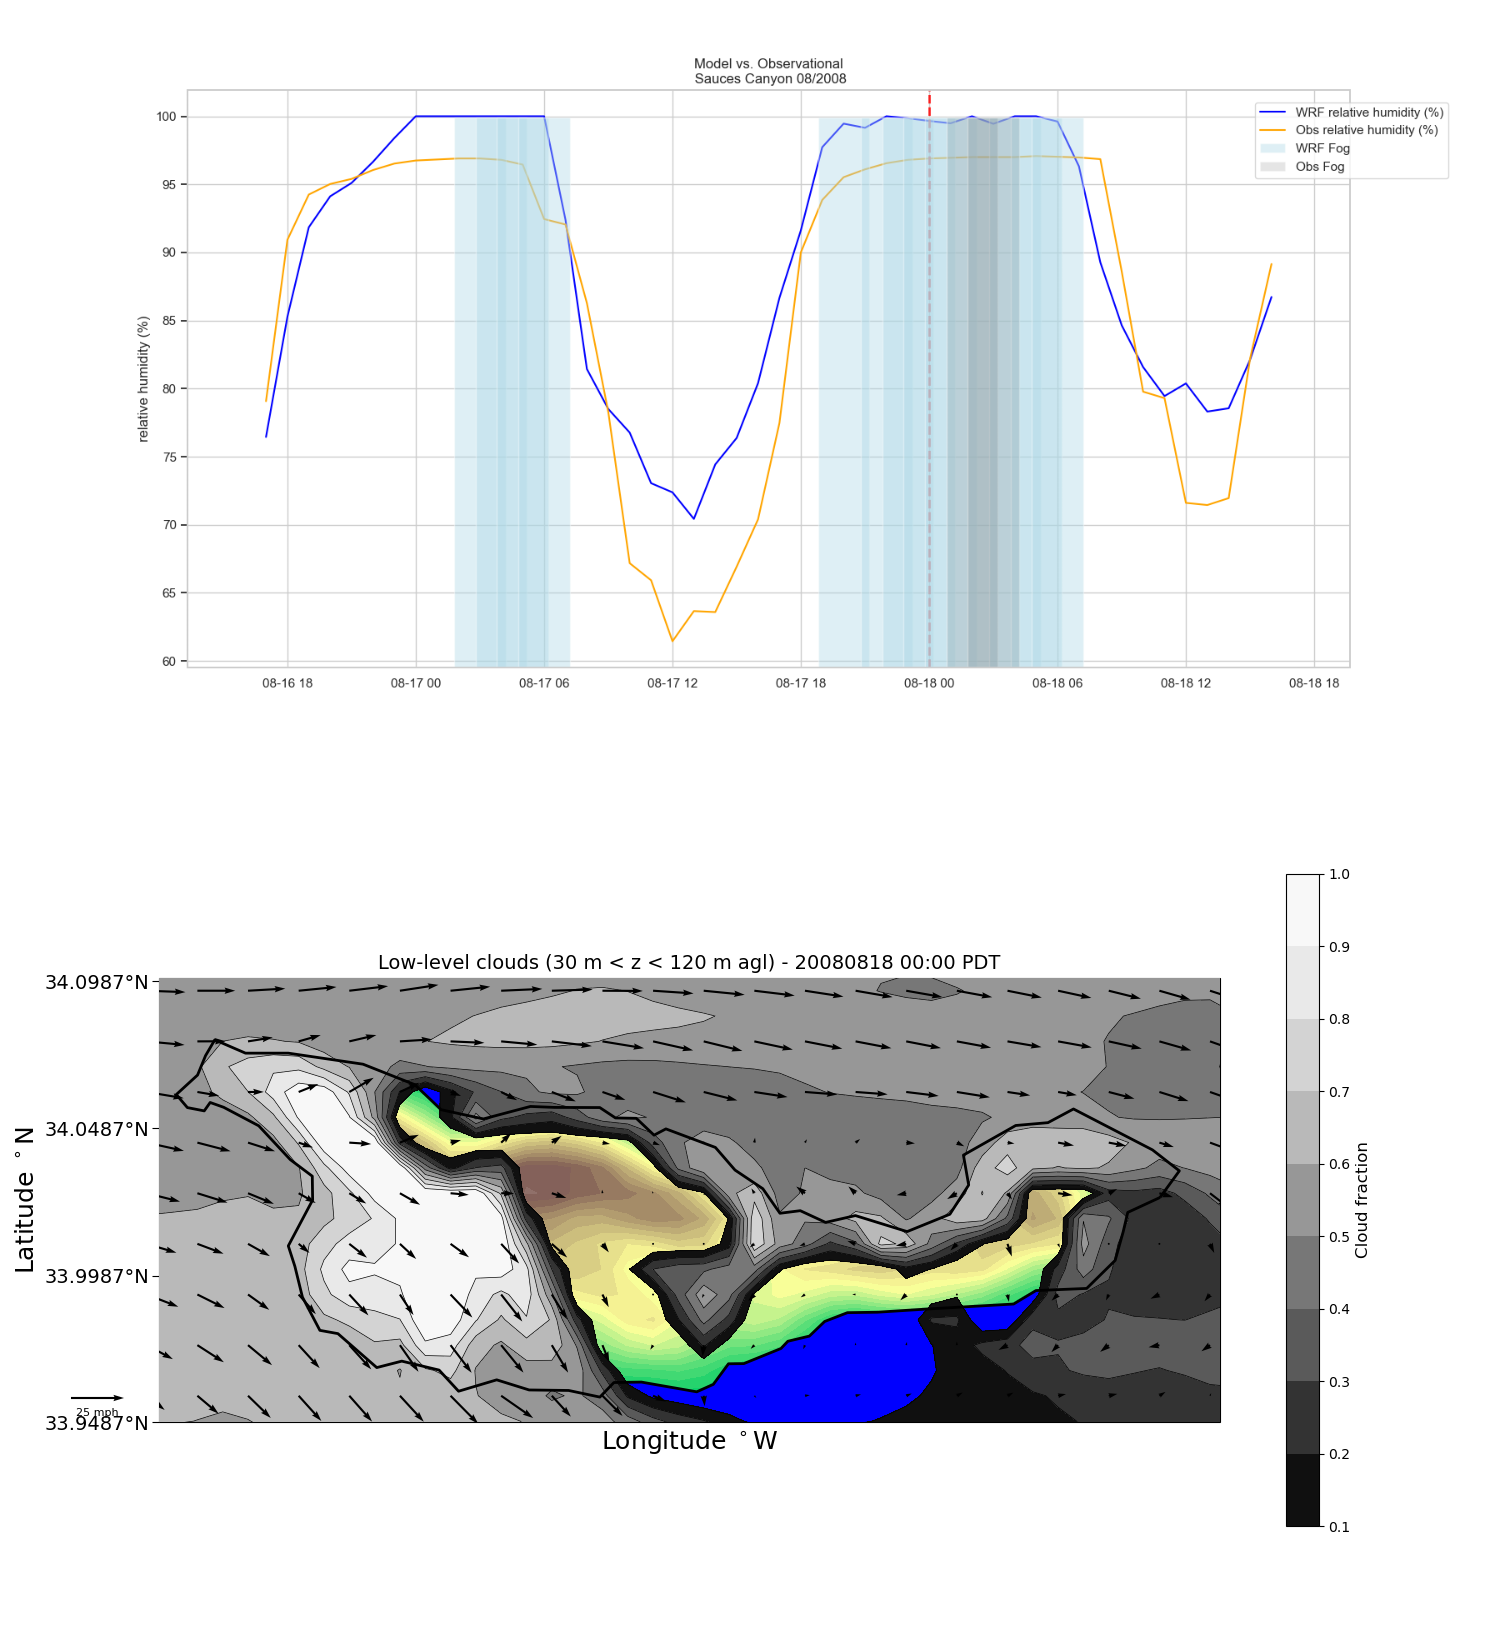 Model vs. Observational
Sauces Canyon 08/2008
WRF relative humidity (%)
Obs relative humidity (%)
WRF Fog
Obs Fog
relative humidity (%)
100
95
90
85
80
75
70
65
60
08-16 18
08-17 00
08-17 06
08-17 12
08-17 18
08-18 00
08-18 06
08-18 12
08-18 18
Low-level clouds (30 m < z < 120 m agl) - 20080818 00:00 PDT
Latitude °N
34.0987°N
34.0487°N
33.9987°N
33.9487°N
25 mph
Longitude °W
1.0
0.9
0.8
0.7
0.6
0.5
0.4
0.3
0.2
0.1
Cloud fraction